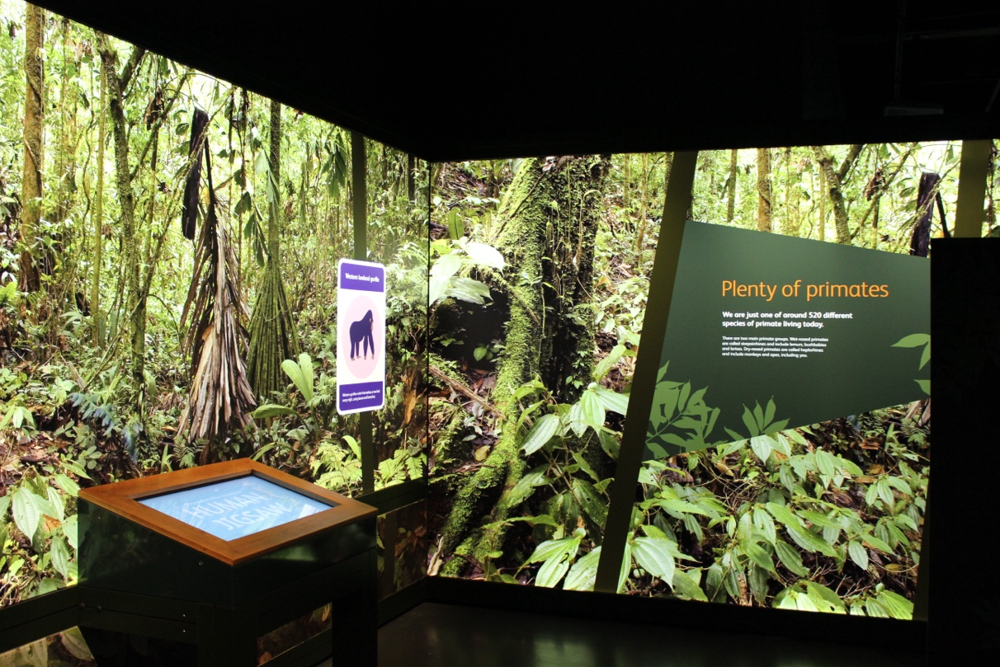 Western lowland gorilla
HUMAN
JIGSAW
Plenty of primates
We are just one of around 520 different
species of primate living today.
There are two main primate groups. Wet-nosed primates
are called strepsirhines and include lemurs, bushbabies
and lorises. Dry-nosed primates are called haplorhines
and include monkeys and apes, including you.